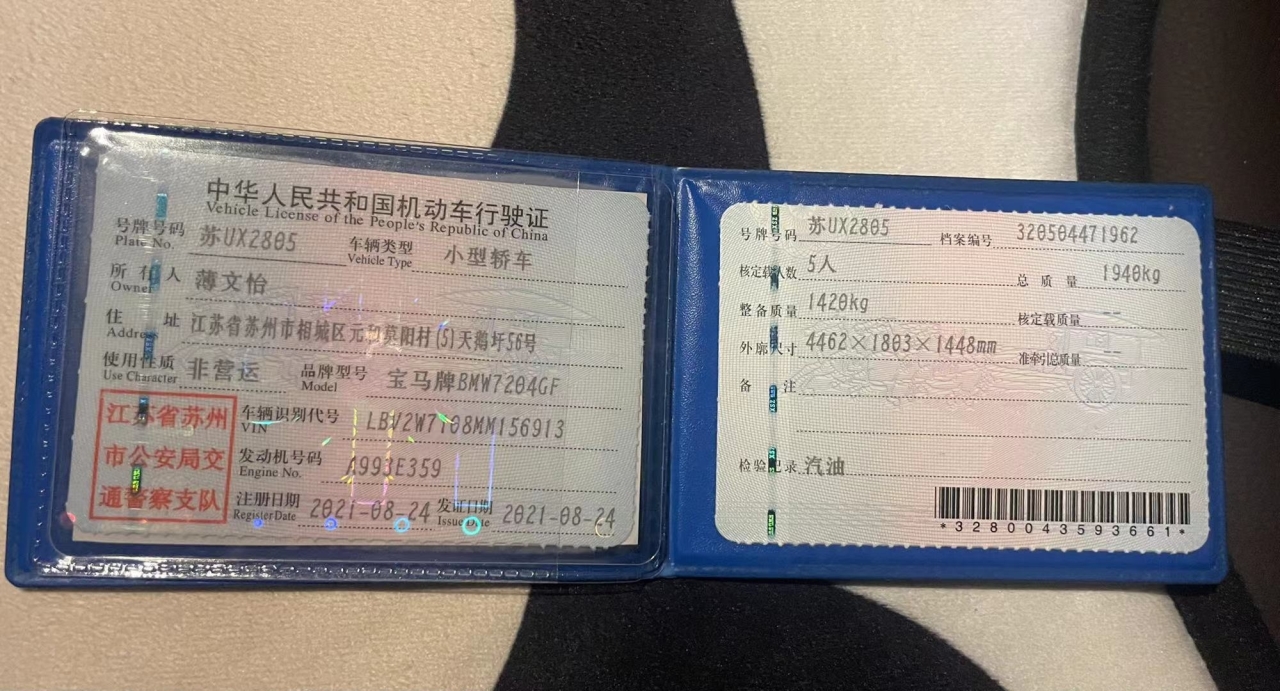 中华人民共和国机动车行驶证
Vehicle License of the People's Republic of China
号牌号码 苏UX2805 车辆类型 小型轿车
Plate No. Vehicle Type
所有人 薄文怡
Owner
住址 江苏省苏州市相城区元和莫阳村(5)天鹅圩56号
Address
使用性质 非营运 品牌型号 宝马牌BMW7204GF
Use Character Model
江苏省苏州
市公安局交
通警察支队
车辆识别代号 LBV2W7108MM156913
VIN
发动机号码 A993E359
Engine No.
注册日期 2021-08-24 发证日期 2021-08-24
Register Date Issue Date
号牌号码 苏UX2805 档案编号 320504471962
核定载人数 5人 总质量 1940kg
整备质量 1420kg 核定载质量 --
外廓尺寸 4462×1803×1448mm 准牵引总质量 --
备注
检验记录 汽油
*3280043593661*